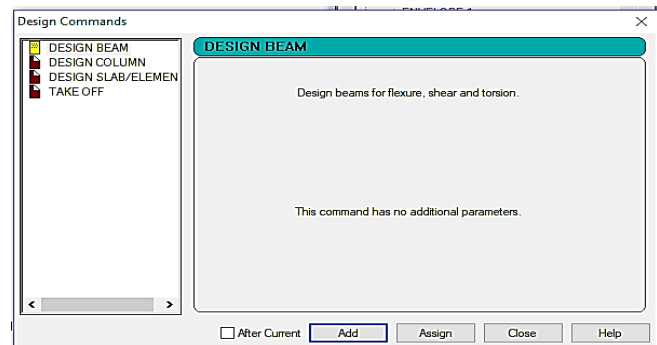 Design Commands
DESIGN BEAM
DESIGN COLUMN
DESIGN SLAB/ELEMEN
TAKE OFF
DESIGN BEAM
Design beams for flexure, shear and torsion.
This command has no additional parameters.
After Current
Add
Assign
Close
Help